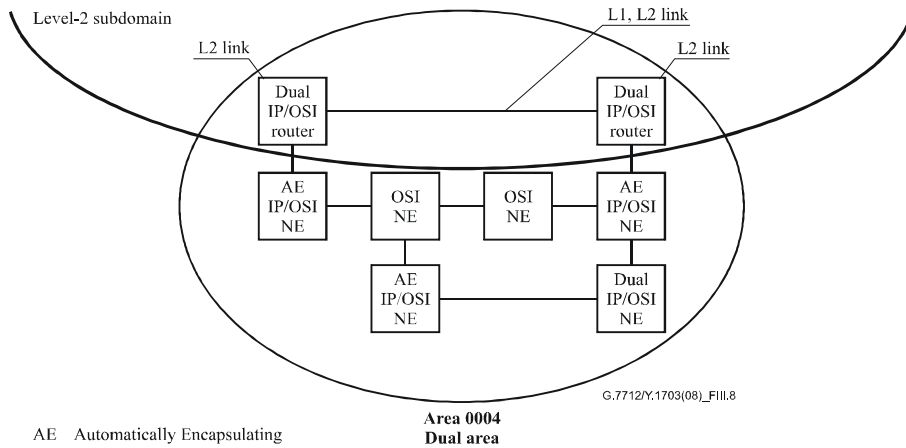 Level-2 subdomain
L1, L2 link
L2 link
L2 link
Dual
IP/OSI
router
Dual
IP/OSI
router
AE
IP/OSI
NE
OSI
NE
OSI
NE
AE
IP/OSI
NE
AE
IP/OSI
NE
Dual
IP/OSI
NE
G.7712/Y.1703(08)_FIII.8
Area 0004
Dual area
AE Automatically Encapsulating